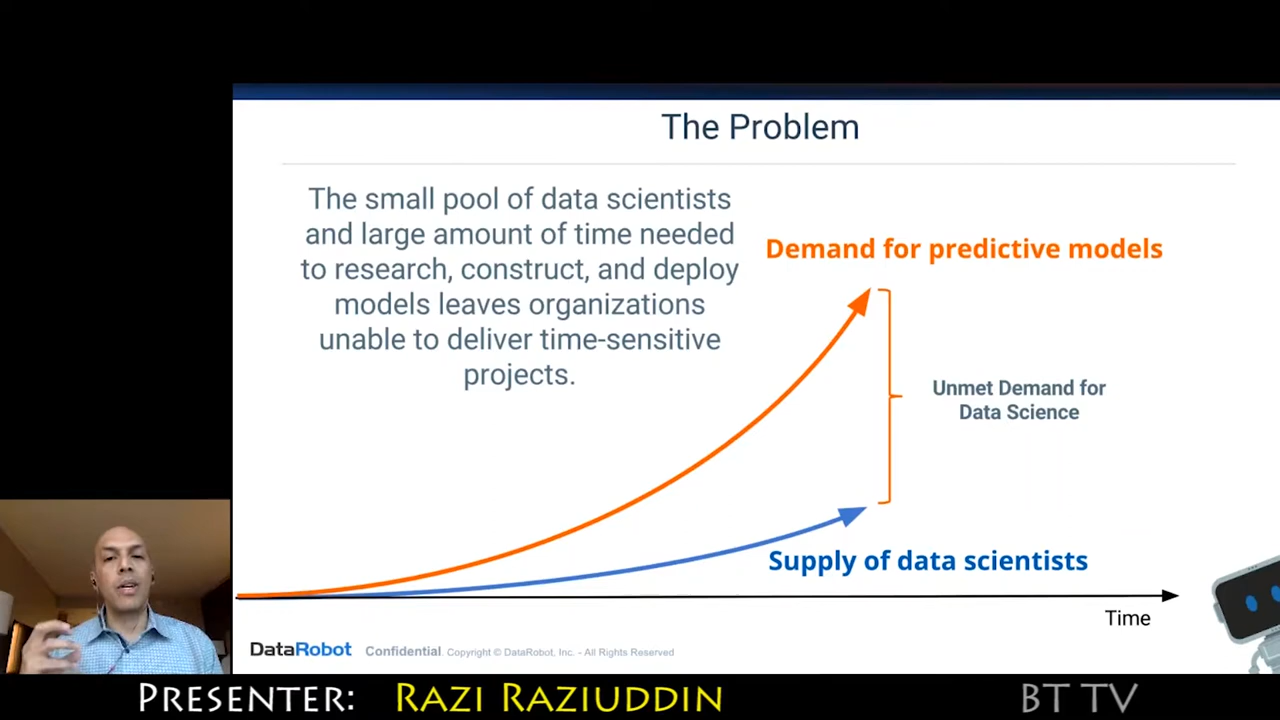 The Problem
The small pool of data scientists
and large amount of time needed
to research, construct, and deploy
models leaves organizations
unable to deliver time-sensitive
projects.
Demand for predictive models
Unmet Demand for
Data Science
Supply of data scientists
Time
DataRobot Confidential Copyright © DataRobot, Inc. - All Rights Reserved
PRESENTER: RAZI RAZIUDDIN BT TV